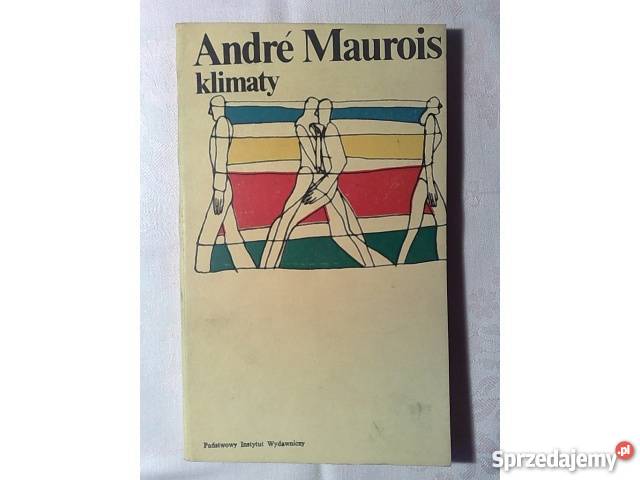 André Maurois
klimaty
Państwowy Instytut Wydawniczy
Sprzedajemy.pl